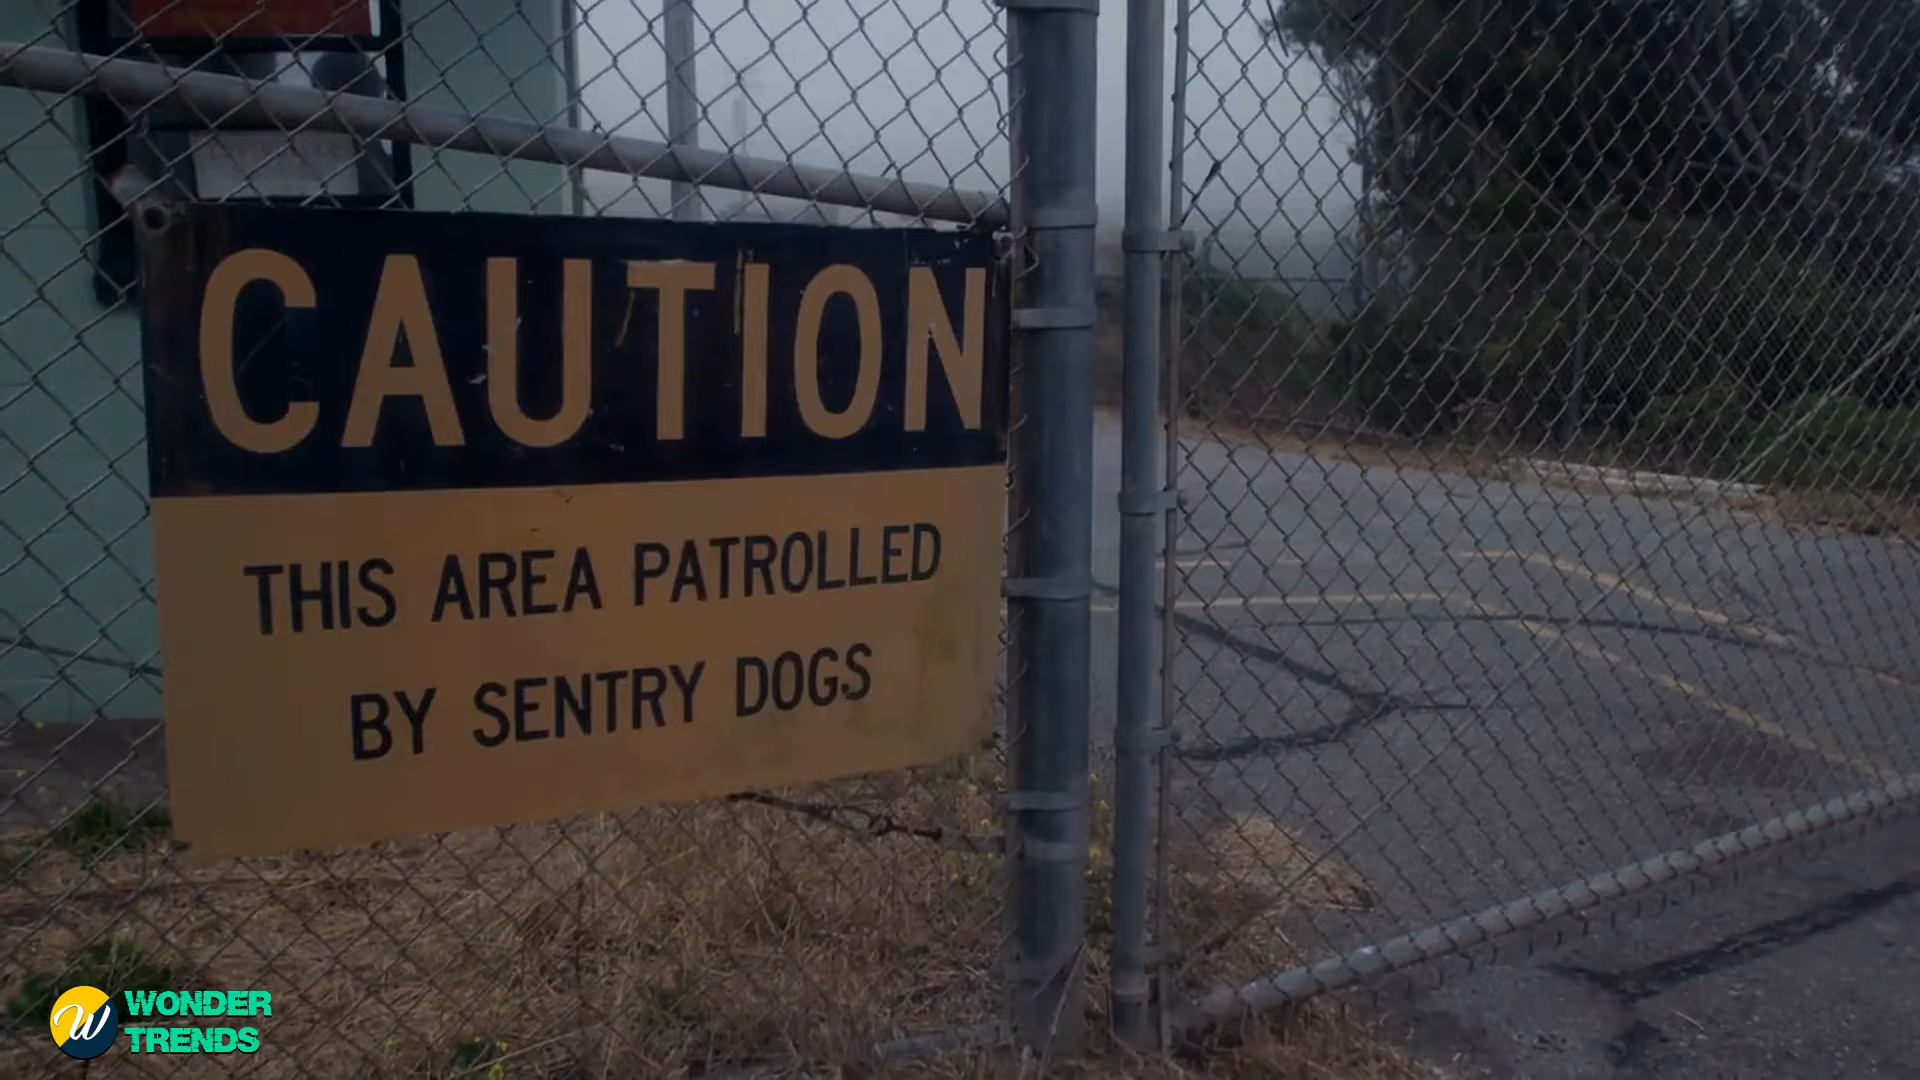 CAUTION
THIS AREA PATROLLED
BY SENTRY DOGS
W
WONDER
TRENDS